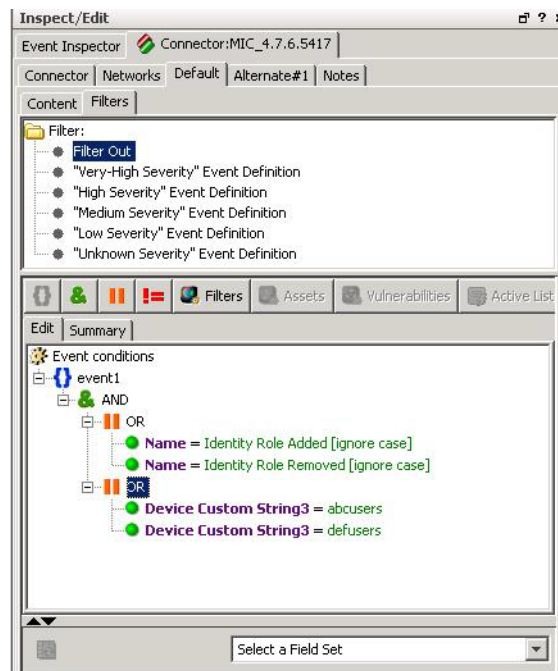 Inspect/Edit
Event Inspector Connector:MIC_4.7.6.5417
Connector Networks Default Alternate#1 Notes
Content Filters
Filter:
Filter Out
"Very-High Severity" Event Definition
"High Severity" Event Definition
"Medium Severity" Event Definition
"Low Severity" Event Definition
"Unknown Severity" Event Definition
Filters Assets Vulnerabilities Active List
Edit Summary
Event conditions
event1
AND
OR
Name = Identity Role Added [ignore case]
Name = Identity Role Removed [ignore case]
OR
Device Custom String3 = abcusers
Device Custom String3 = defusers
Select a Field Set